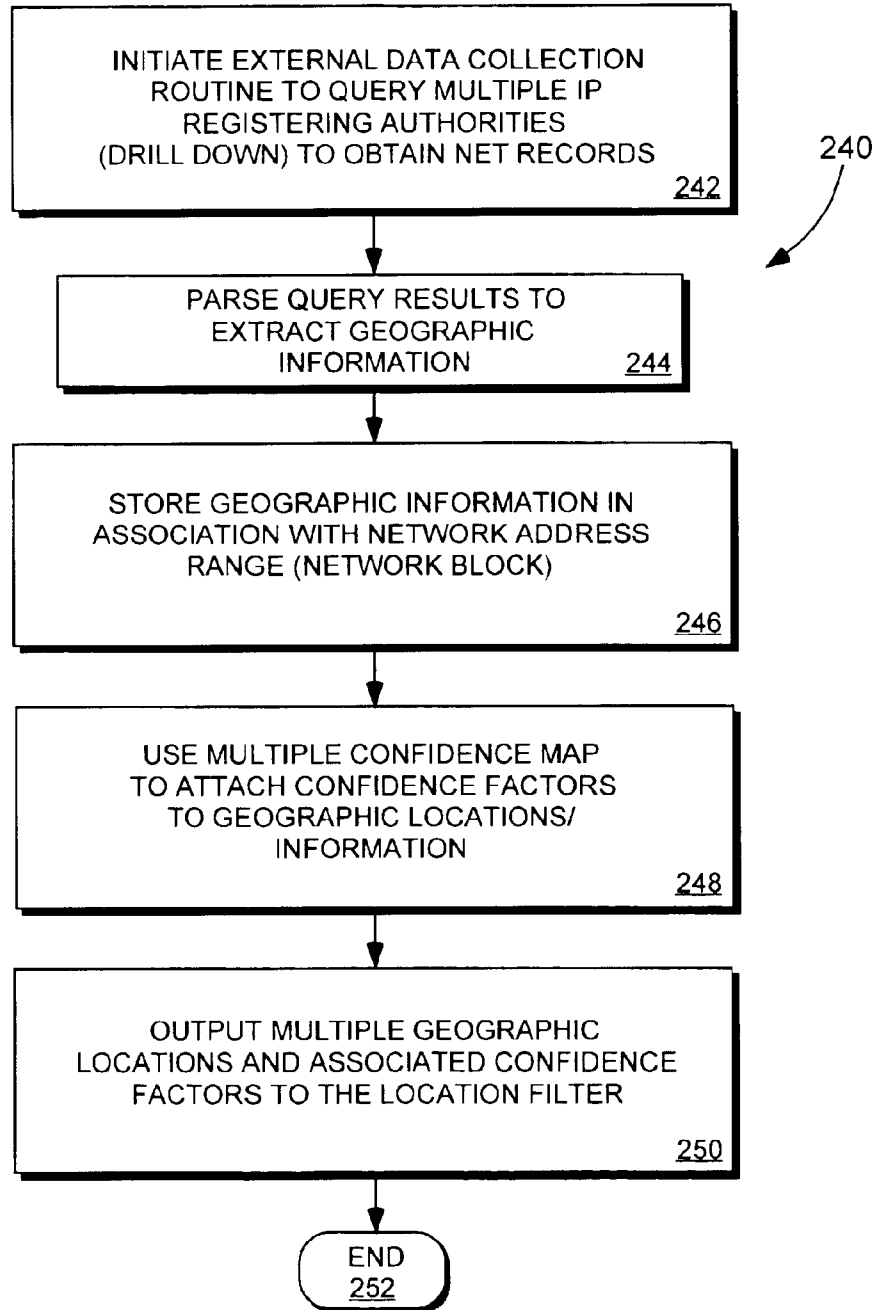 INITIATE EXTERNAL DATA COLLECTION
ROUTINE TO QUERY MULTIPLE IP
REGISTERING AUTHORITIES
(DRILL DOWN) TO OBTAIN NET RECORDS
242
240
PARSE QUERY RESULTS TO
EXTRACT GEOGRAPHIC
INFORMATION
244
STORE GEOGRAPHIC INFORMATION IN
ASSOCIATION WITH NETWORK ADDRESS
RANGE (NETWORK BLOCK)
246
USE MULTIPLE CONFIDENCE MAP
TO ATTACH CONFIDENCE FACTORS
TO GEOGRAPHIC LOCATIONS/
INFORMATION
248
OUTPUT MULTIPLE GEOGRAPHIC
LOCATIONS AND ASSOCIATED CONFIDENCE
FACTORS TO THE LOCATION FILTER
250
END
252